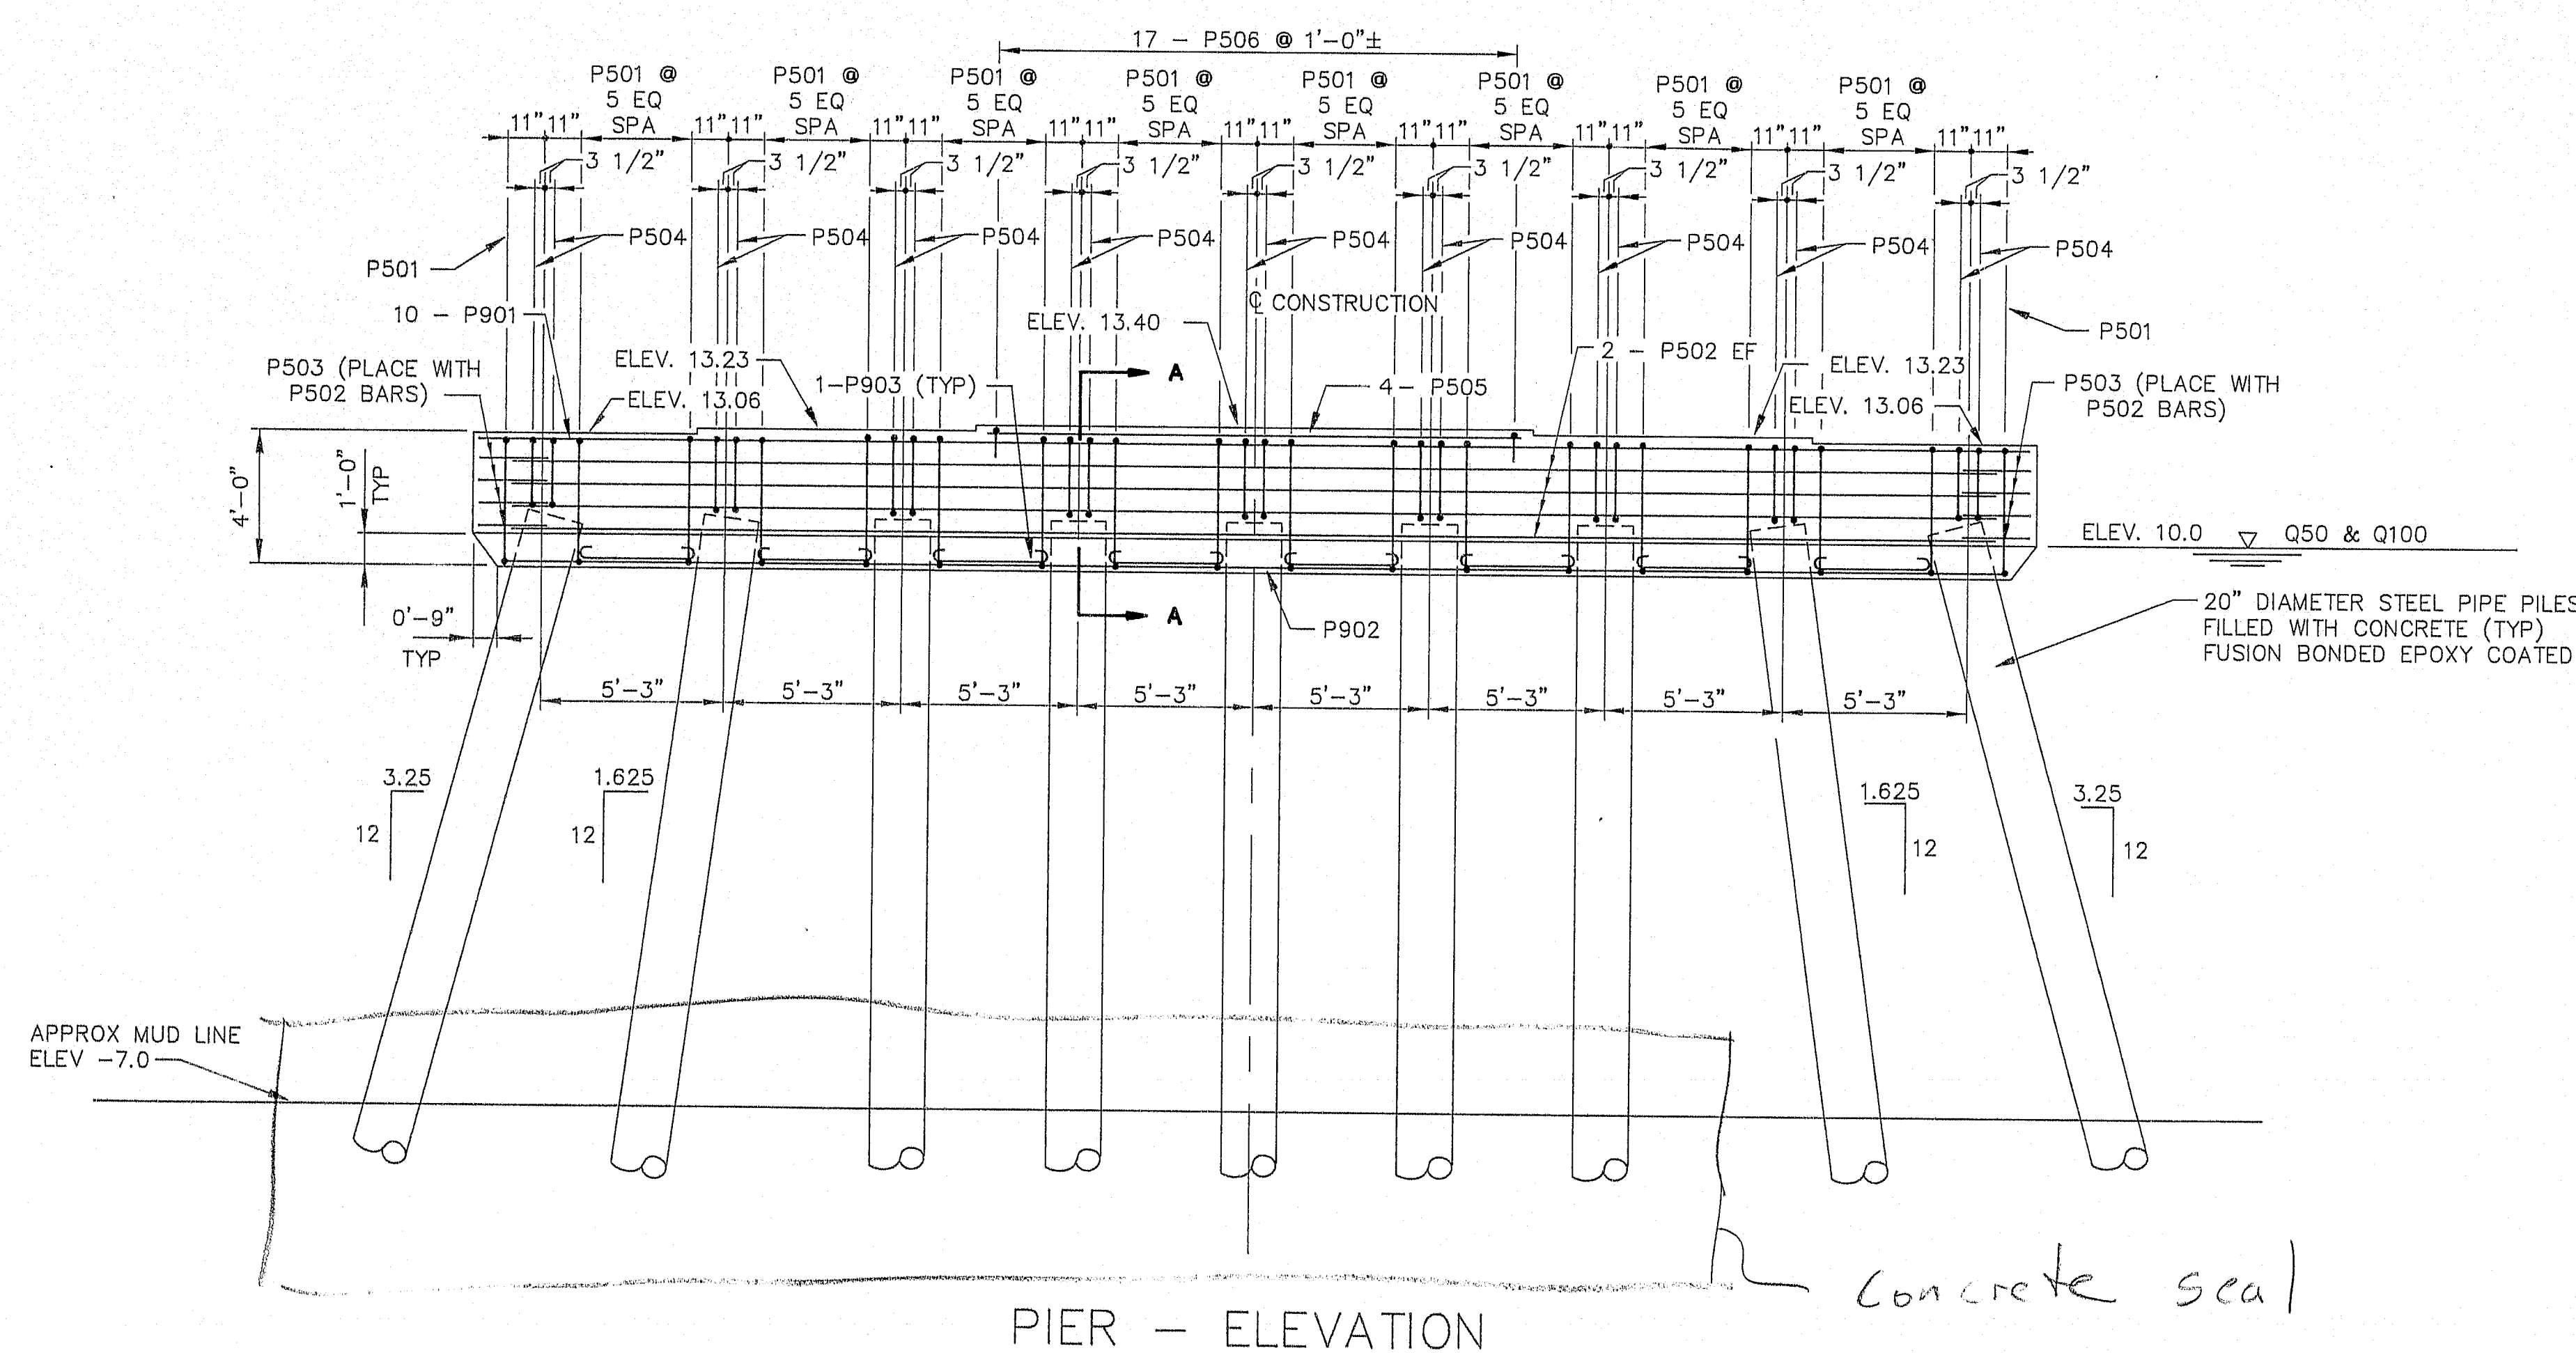 17 - P506 @ 1'-0"±
P501 @ P501 @ P501 @ P501 @ P501 @ P501 @ P501 @ P501 @
5 EQ 5 EQ 5 EQ 5 EQ 5 EQ 5 EQ 5 EQ 5 EQ
11" 11" SPA 11" 11" SPA 11" 11" SPA 11" 11" SPA 11" 11" SPA 11" 11" SPA 11" 11" SPA 11" 11" SPA 11" 11"
3 1/2" 3 1/2" 3 1/2" 3 1/2" 3 1/2" 3 1/2" 3 1/2" 3 1/2" 3 1/2"
P504 P504 P504 P504 P504 P504 P504 P504 P504
P501
℄ CONSTRUCTION
10 - P901
ELEV. 13.40
P501
ELEV. 13.23
2 - P502 EF
ELEV. 13.23
P503 (PLACE WITH
P502 BARS)
1-P903 (TYP)
A
4 - P505
P503 (PLACE WITH
P502 BARS)
ELEV. 13.06
ELEV. 13.06
4'-0"
1'-0"
TYP
ELEV. 10.0 Q50 & Q100
0'-9"
TYP
A
P902
20" DIAMETER STEEL PIPE PILES
FILLED WITH CONCRETE (TYP)
FUSION BONDED EPOXY COATED
5'-3" 5'-3" 5'-3" 5'-3" 5'-3" 5'-3" 5'-3" 5'-3"
3.25 1.625 1.625 3.25
12 12 12 12
APPROX MUD LINE
ELEV -7.0
Concrete seal
PIER - ELEVATION